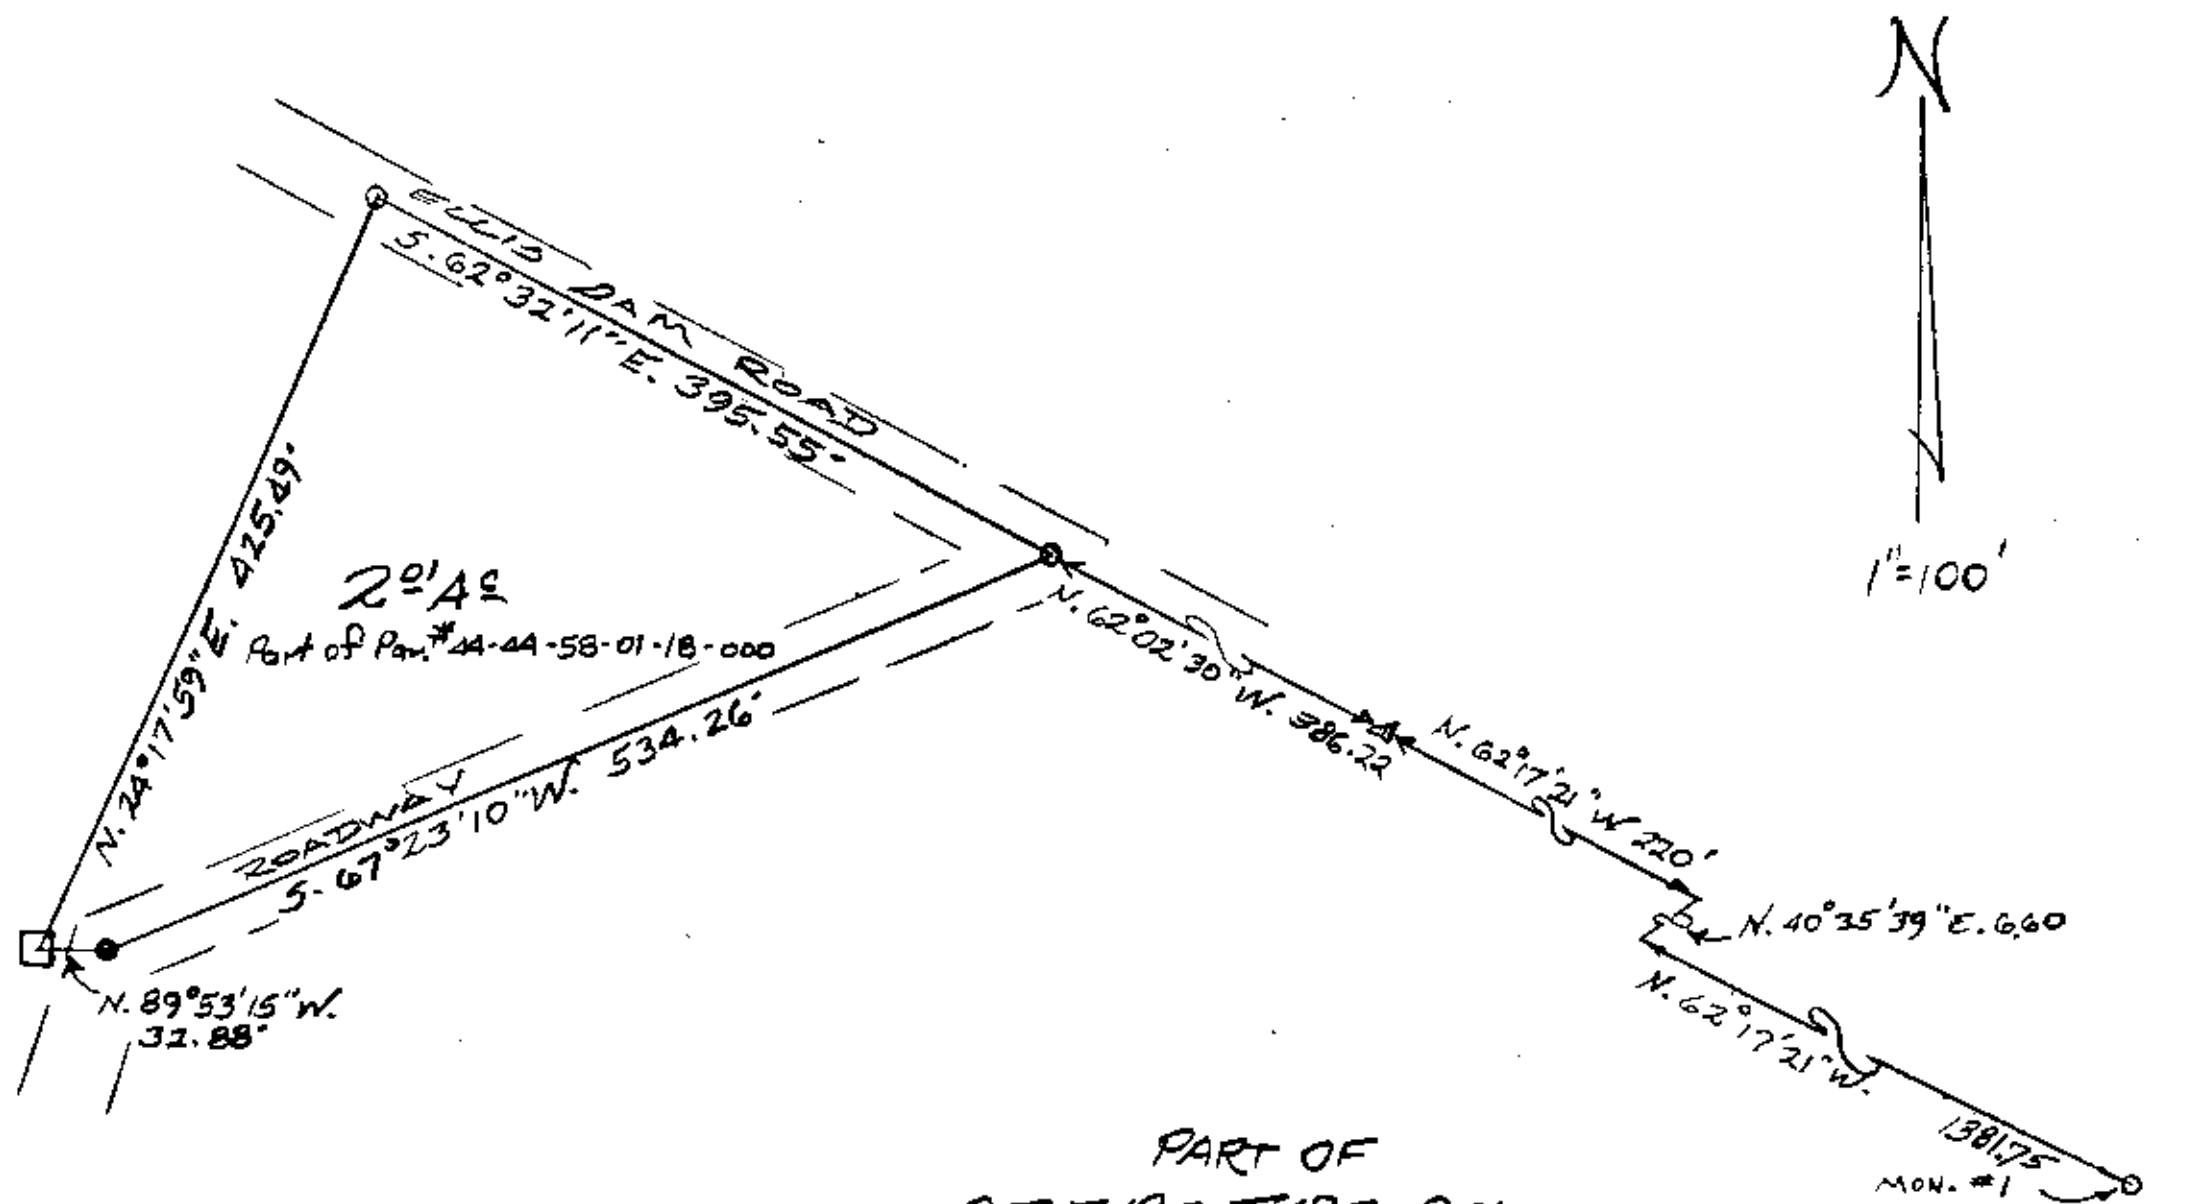 N
1"=100'
ELLIS DAM ROAD
S. 62°32'11" E. 395.55'
N. 24°17'59" E. 425.49'
2 01 Ac
Part of Par. # 44-44-58-01-18-000
ROADWAY
S. 67°23'10" W. 534.26'
N. 89°53'15" W.
32.88'
N. 62°02'30" W. 386.22
N. 62°17'21" W 220'
N. 40°35'39" E. 6.60
N. 62°17'21" W.
1381.75
MON. #1
PART OF